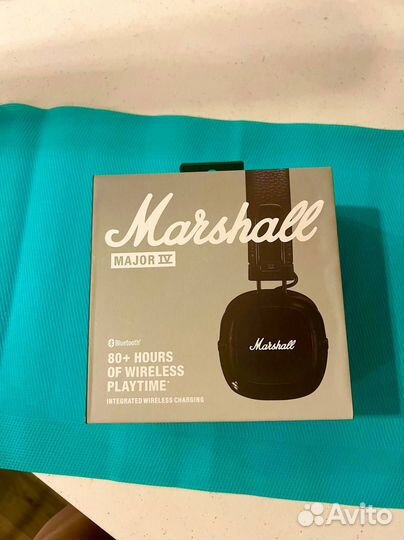 Marshall
MAJOR IV
Bluetooth®
80+ HOURS
OF WIRELESS
PLAYTIME*
INTEGRATED WIRELESS CHARGING
Marshall
Avito